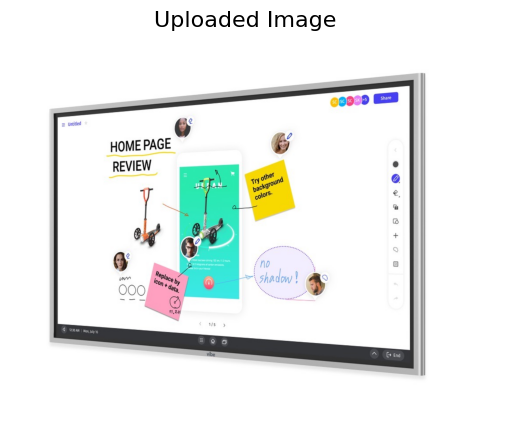 Uploaded Image
Untitled
Share
HOME PAGE
REVIEW
Try other
background
colors.
Replace by
icon + data.
no
shadow!
1/4
End